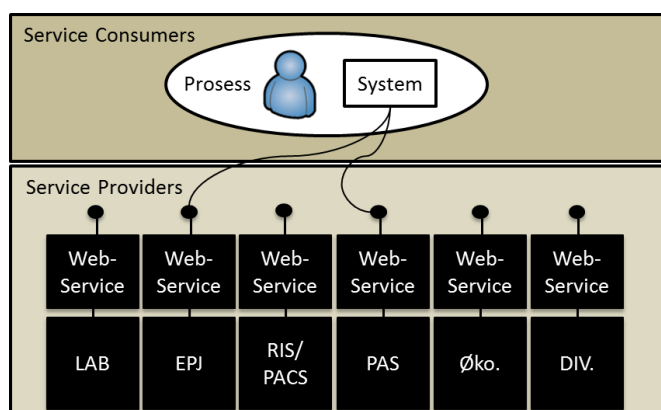 Service Consumers
Prosess
System
Service Providers
Web-
Service
Web-
Service
Web-
Service
Web-
Service
Web-
Service
Web-
Service
LAB
EPJ
RIS/
PACS
PAS
Øko.
DIV.